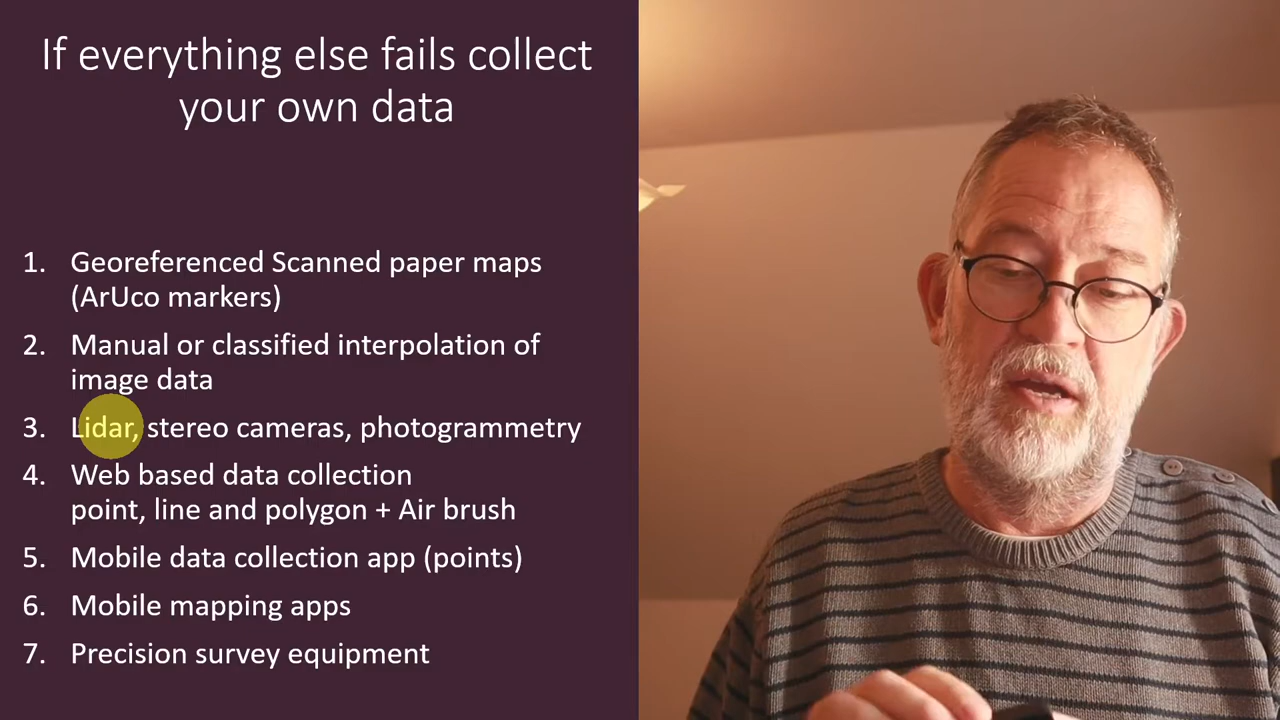 If everything else fails collect
your own data
1. Georeferenced Scanned paper maps
(ArUco markers)
2. Manual or classified interpolation of
image data
3. Lidar, stereo cameras, photogrammetry
4. Web based data collection
point, line and polygon + Air brush
5. Mobile data collection app (points)
6. Mobile mapping apps
7. Precision survey equipment